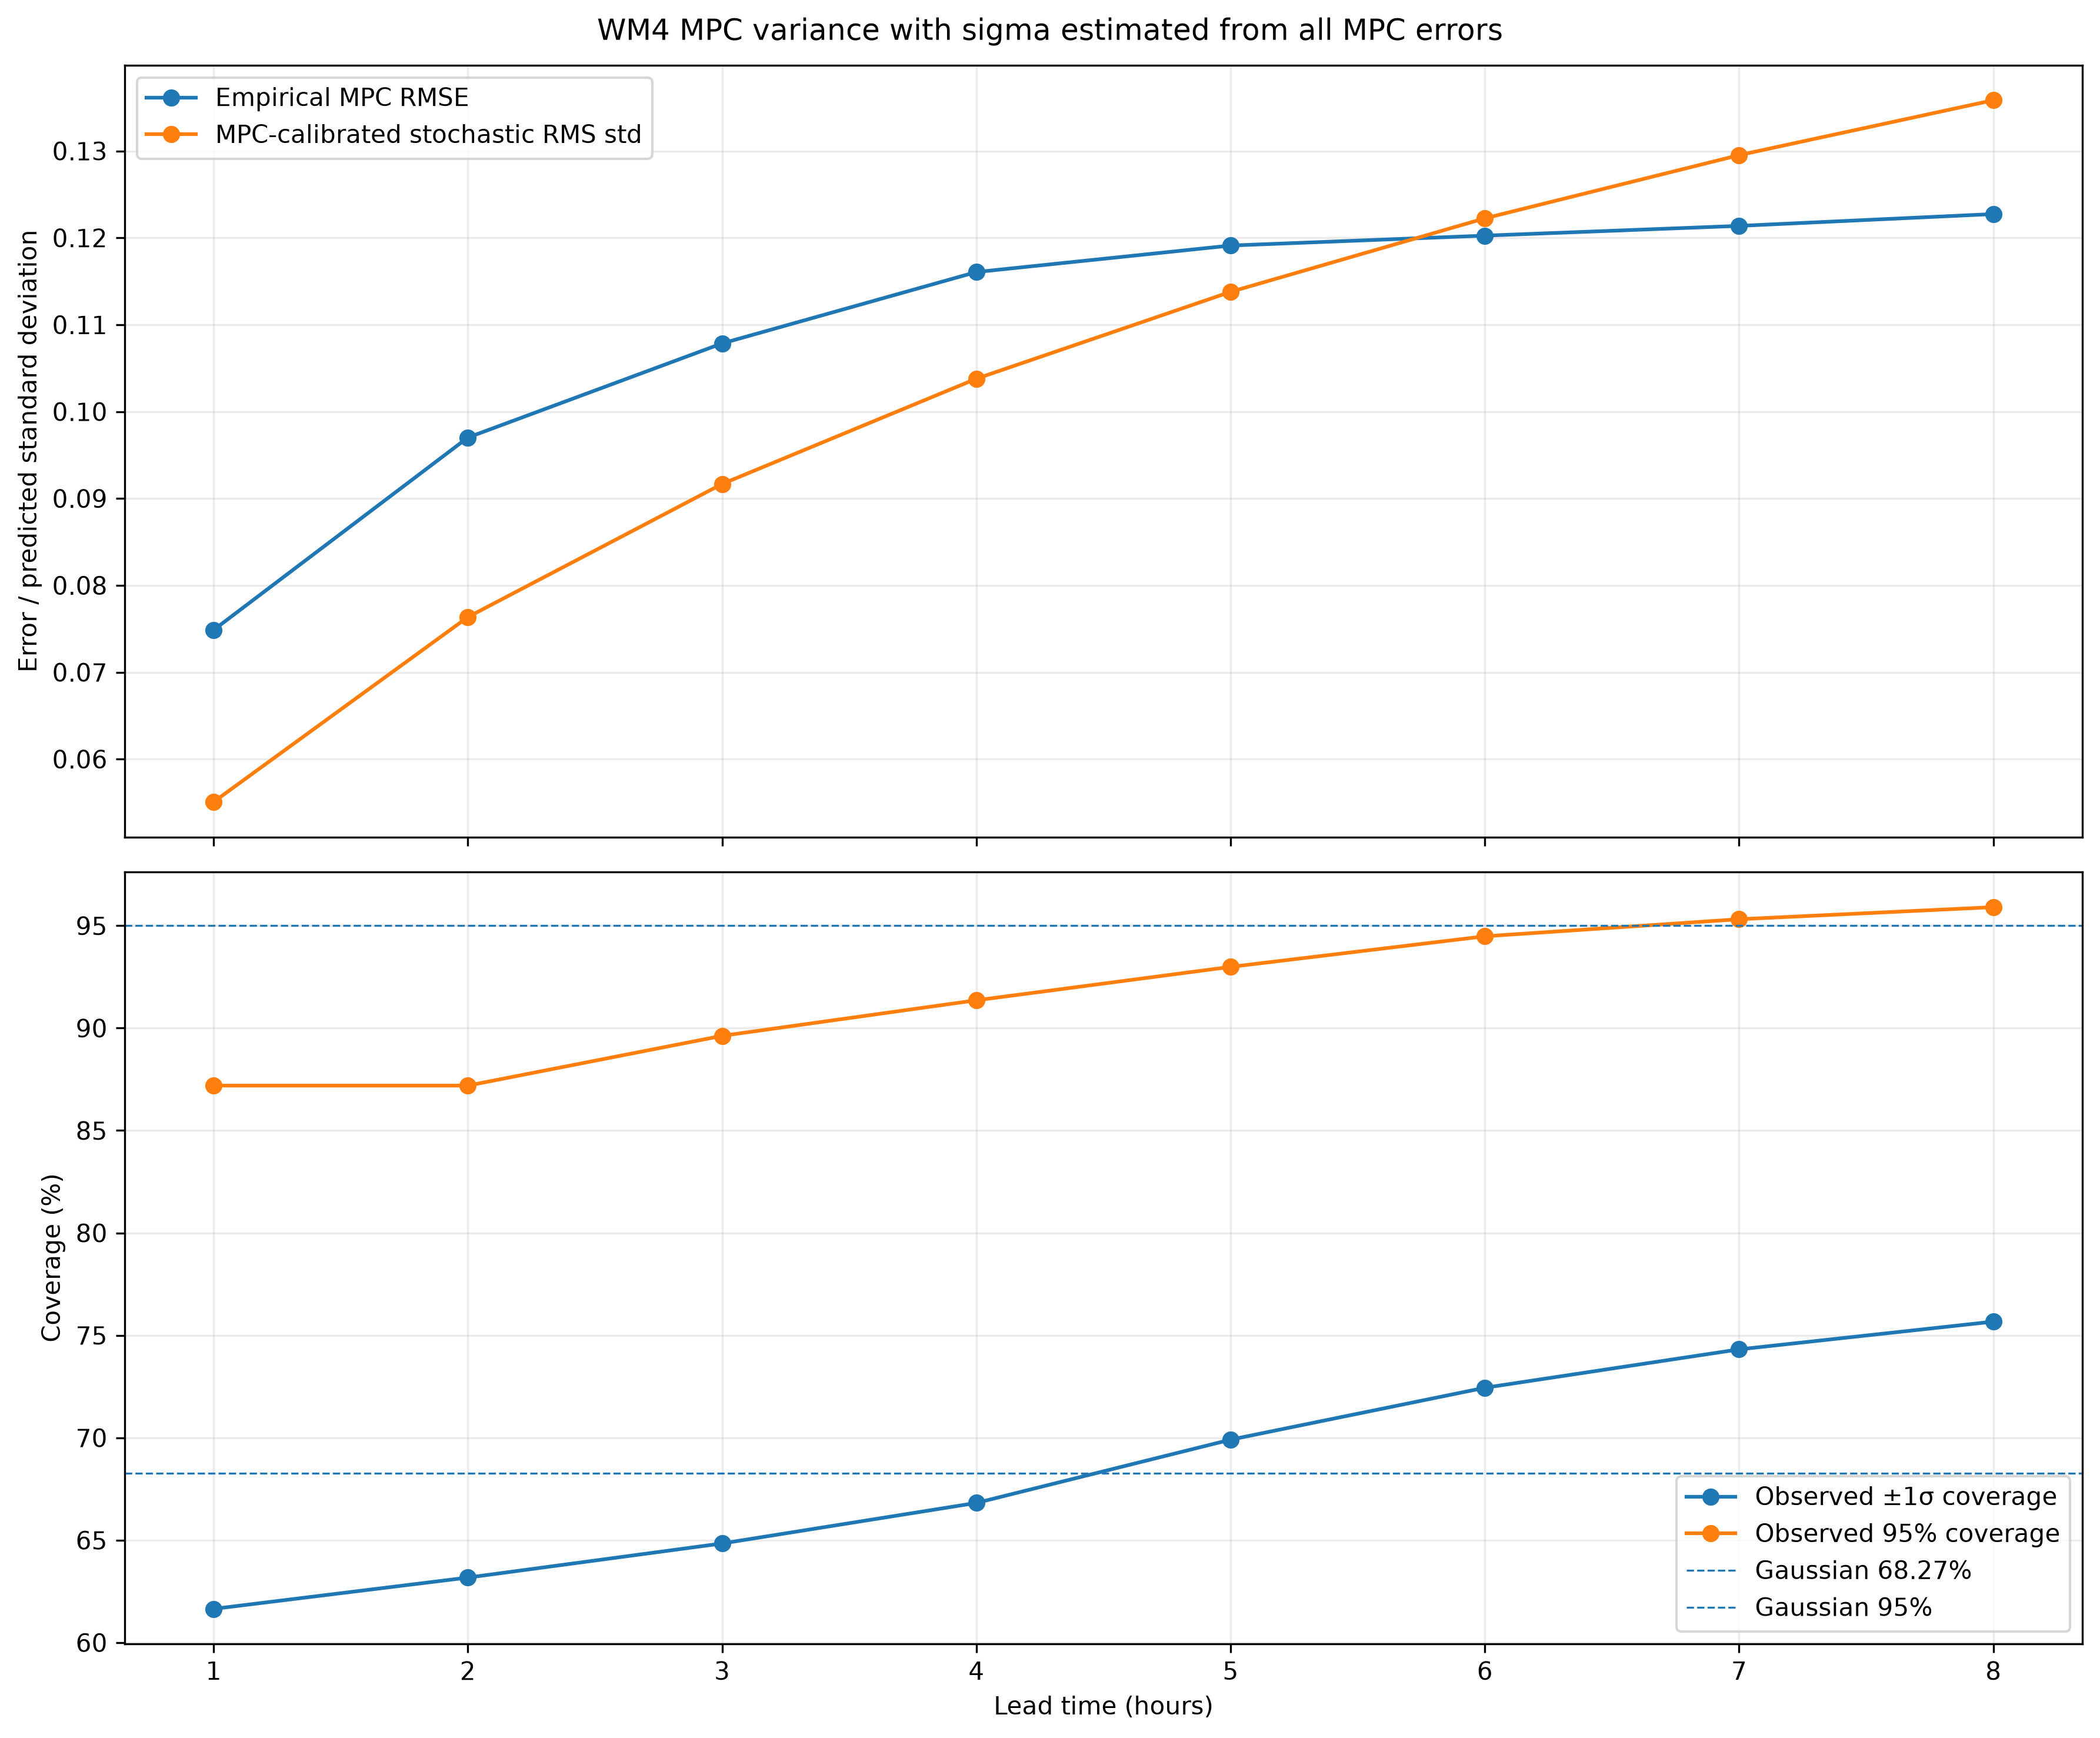 WM4 MPC variance with sigma estimated from all MPC errors
Empirical MPC RMSE
MPC-calibrated stochastic RMS std
Error / predicted standard deviation
0.13
0.12
0.11
0.10
0.09
0.08
0.07
0.06
Coverage (%)
95
90
85
80
75
70
65
60
Observed ±1σ coverage
Observed 95% coverage
Gaussian 68.27%
Gaussian 95%
1 2 3 4 5 6 7 8
Lead time (hours)